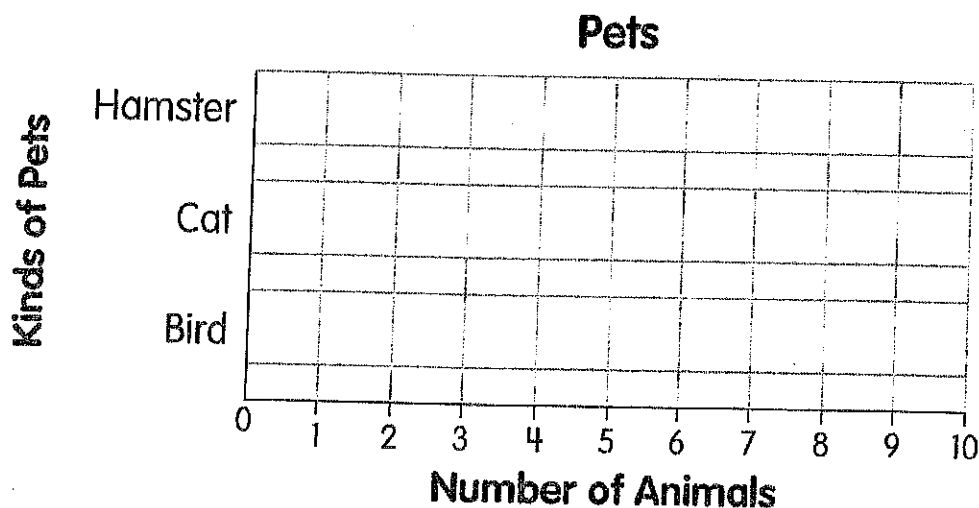 Pets
Kinds of Pets
Hamster
Cat
Bird
0 1 2 3 4 5 6 7 8 9 10
Number of Animals